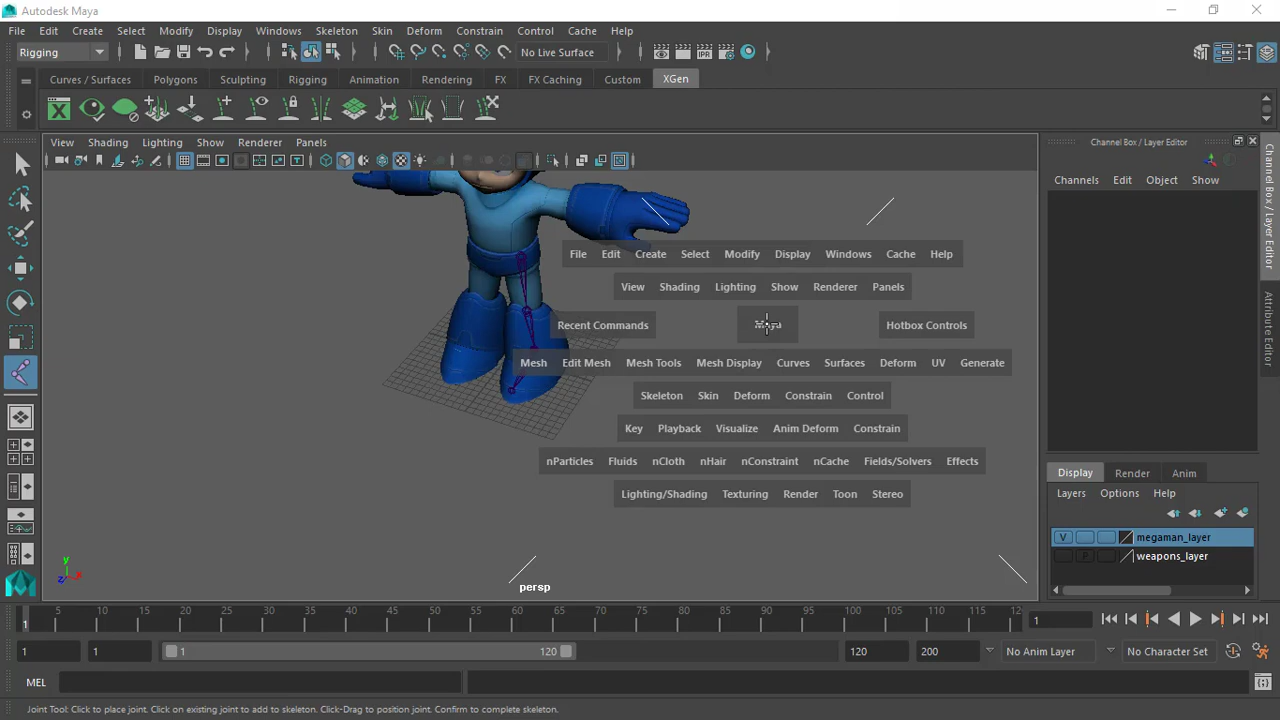 Autodesk Maya
File Edit Create Select Modify Display Windows Skeleton Skin Deform Constrain Control Cache Help
Rigging No Live Surface IPR
Curves / Surfaces Polygons Sculpting Rigging Animation Rendering FX FX Caching Custom XGen
View Shading Lighting Show Renderer Panels
Channel Box / Layer Editor
Channels Edit Object Show
Channel Box / Layer Editor
Attribute Editor
File Edit Create Select Modify Display Windows Cache Help
View Shading Lighting Show Renderer Panels
Recent Commands Maya Hotbox Controls
Mesh Edit Mesh Mesh Tools Mesh Display Curves Surfaces Deform UV Generate
Skeleton Skin Deform Constrain Control
Key Playback Visualize Anim Deform Constrain
nParticles Fluids nCloth nHair nConstraint nCache Fields/Solvers Effects
Lighting/Shading Texturing Render Toon Stereo
Display Render Anim
Layers Options Help
V megaman_layer
P weapons_layer
y
z x
persp
1 5 10 15 20 25 30 35 40 45 50 55 60 65 70 75 80 85 90 95 100 105 110 115 12 1
1 1 1 120 120 200 No Anim Layer No Character Set
MEL
Joint Tool: Click to place joint. Click on existing joint to add to skeleton. Click-Drag to position joint. Confirm to complete skeleton.